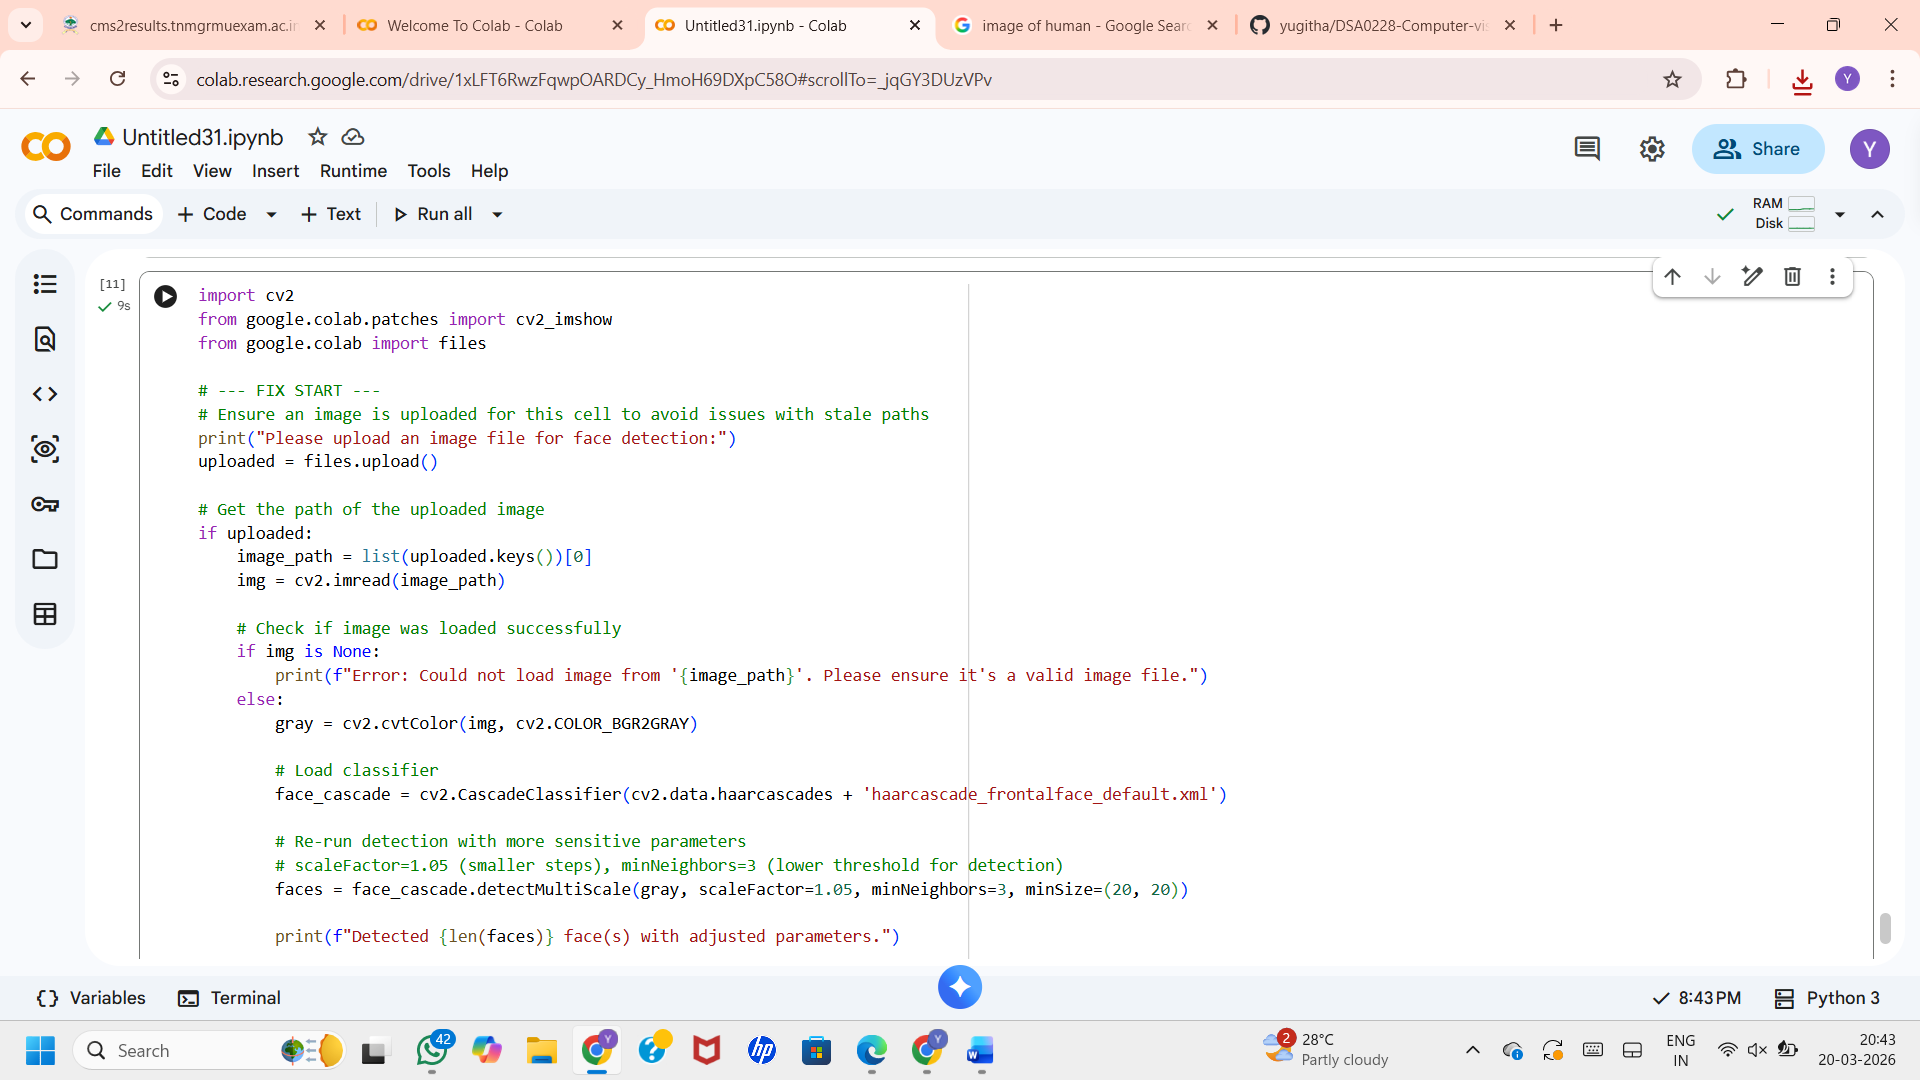 cms2results.tnmgrmuexam.ac.in
Welcome To Colab - Colab
Untitled31.ipynb - Colab
image of human - Google Searc
yugitha/DSA0228-Computer-vis
colab.research.google.com/drive/1xLFT6RwzFqwpOARDCy_HmoH69DXpC58O#scrollTo=_jqGY3DUzVPv
Y
Untitled31.ipynb
File Edit View Insert Runtime Tools Help
Share
Y
Commands + Code + Text Run all
RAM
Disk
[11]
9s
import cv2
from google.colab.patches import cv2_imshow
from google.colab import files
# --- FIX START ---
# Ensure an image is uploaded for this cell to avoid issues with stale paths
print("Please upload an image file for face detection:")
uploaded = files.upload()
# Get the path of the uploaded image
if uploaded:
    image_path = list(uploaded.keys())[0]
    img = cv2.imread(image_path)
    # Check if image was loaded successfully
    if img is None:
        print(f"Error: Could not load image from '{image_path}'. Please ensure it's a valid image file.")
    else:
        gray = cv2.cvtColor(img, cv2.COLOR_BGR2GRAY)
        # Load classifier
        face_cascade = cv2.CascadeClassifier(cv2.data.haarcascades + 'haarcascade_frontalface_default.xml')
        # Re-run detection with more sensitive parameters
        # scaleFactor=1.05 (smaller steps), minNeighbors=3 (lower threshold for detection)
        faces = face_cascade.detectMultiScale(gray, scaleFactor=1.05, minNeighbors=3, minSize=(20, 20))
        print(f"Detected {len(faces)} face(s) with adjusted parameters.")
Variables
Terminal
8:43 PM
Python 3
Search
42
Y
hp
Y
W
2
28°C
Partly cloudy
ENG
IN
20:43
20-03-2026